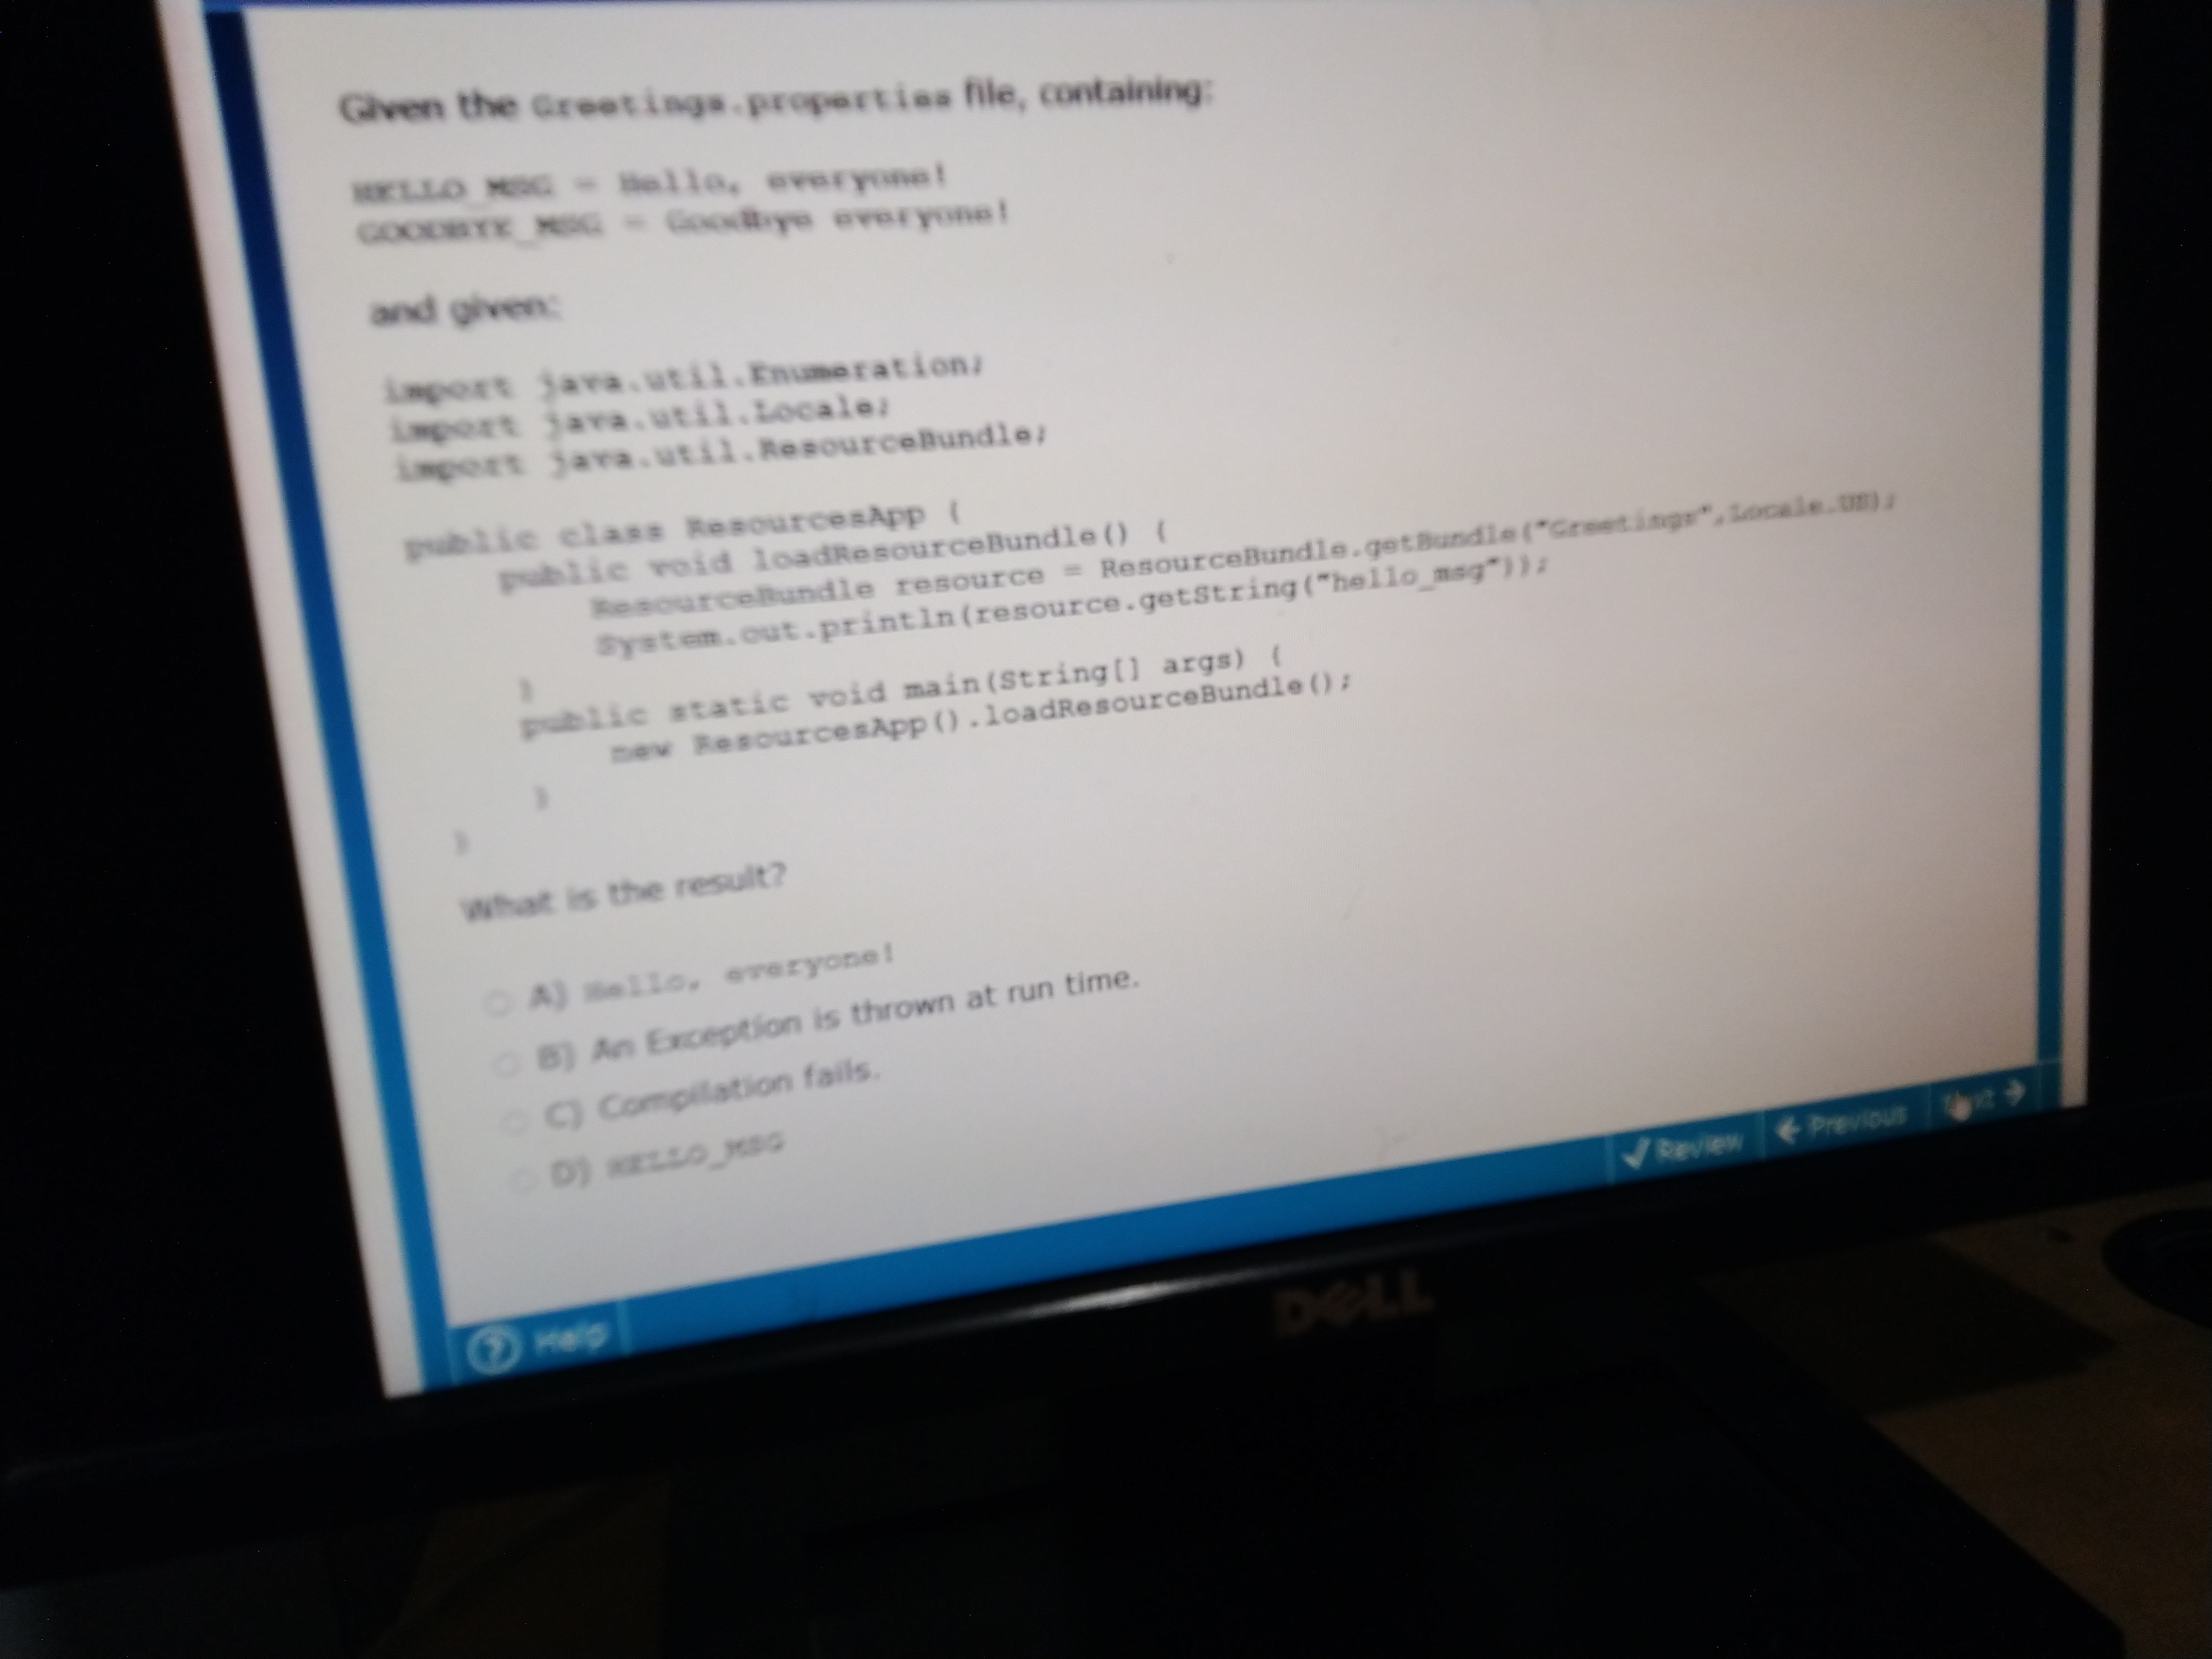 Given the Greetings.properties file, containing:
HELLO_MSG = Hello, everyone!
GOODBYE_MSG = Goodbye everyone!
and given:
import java.util.Enumeration;
import java.util.Locale;
import java.util.ResourceBundle;
public class ResourcesApp {
public void loadResourceBundle() {
ResourceBundle resource = ResourceBundle.getBundle("Greetings",Locale.US);
System.out.println(resource.getString("hello_msg"));
}
public static void main(String[] args) {
new ResourcesApp().loadResourceBundle();
}
}
What is the result?
A) Hello, everyone!
B) An Exception is thrown at run time.
C) Compilation fails.
D) HELLO_MSG
Review
Previous
Next
Help
DELL